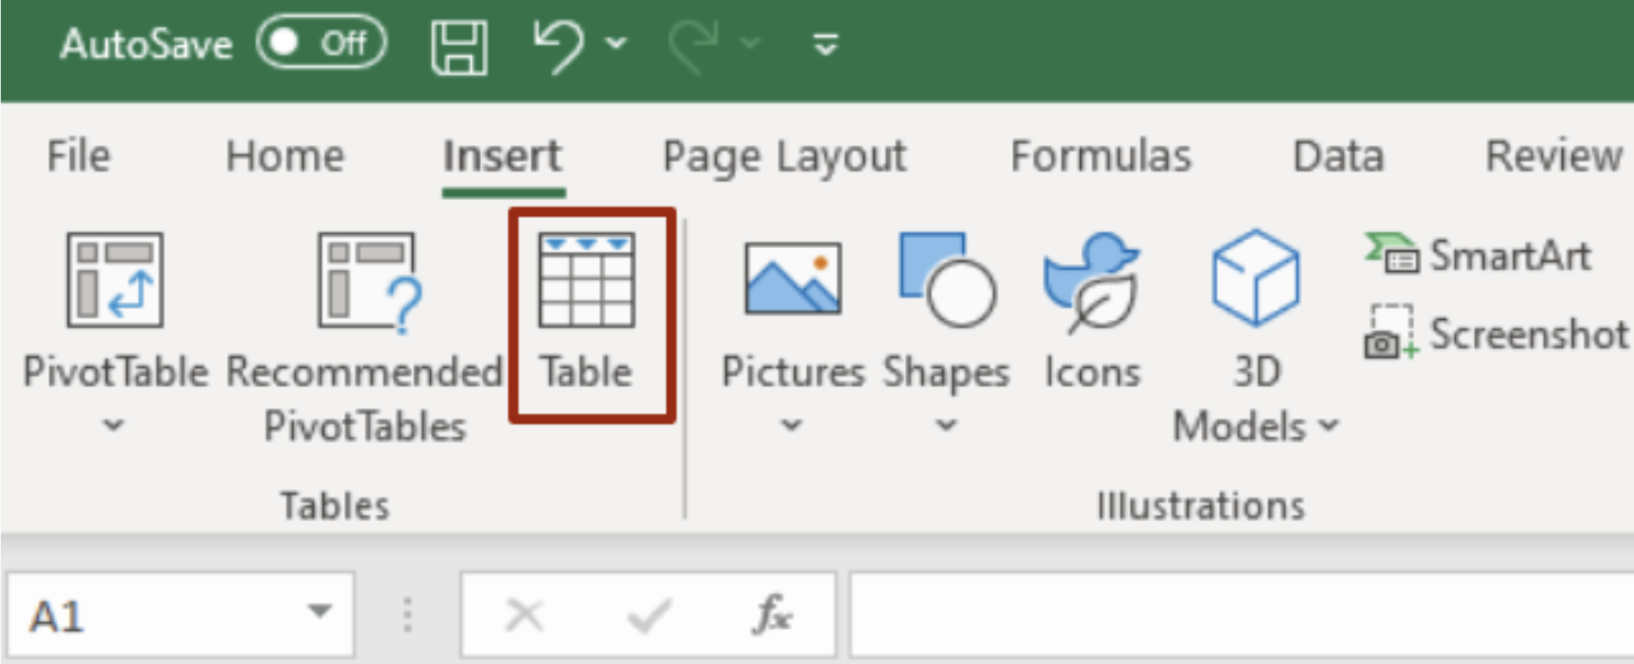 AutoSave Off
File Home Insert Page Layout Formulas Data Review
PivotTable
Recommended
PivotTables
Table
Tables
Pictures
Shapes
Icons
3D
Models
SmartArt
Screenshot
Illustrations
A1
fx